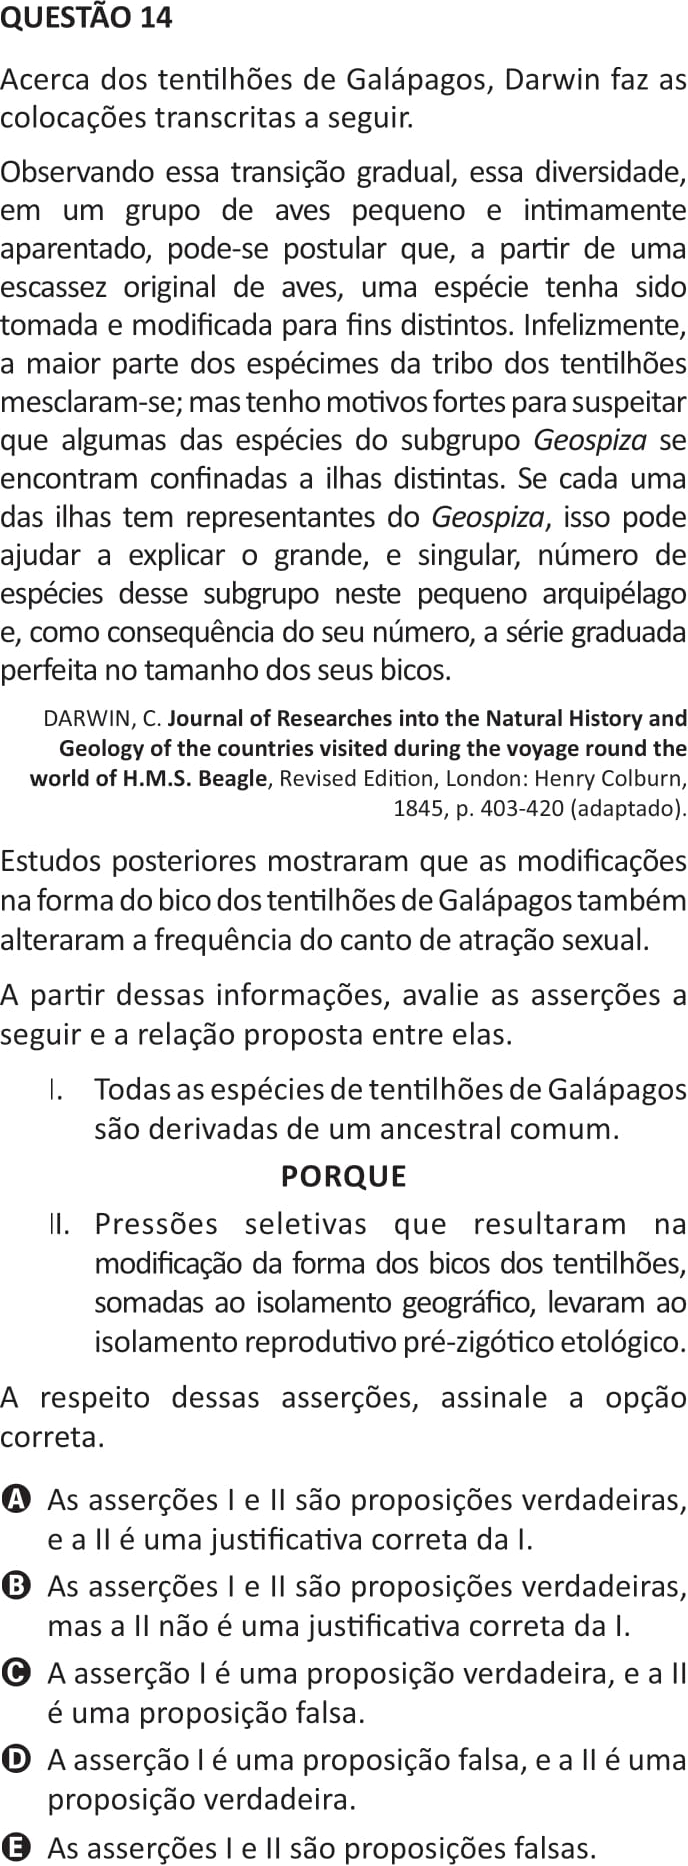 QUESTÃO 14
Acerca dos tentilhões de Galápagos, Darwin faz as
colocações transcritas a seguir.
Observando essa transição gradual, essa diversidade,
em um grupo de aves pequeno e intimamente
aparentado, pode-se postular que, a partir de uma
escassez original de aves, uma espécie tenha sido
tomada e modificada para fins distintos. Infelizmente,
a maior parte dos espécimes da tribo dos tentilhões
mesclaram-se; mas tenho motivos fortes para suspeitar
que algumas das espécies do subgrupo Geospiza se
encontram confinadas a ilhas distintas. Se cada uma
das ilhas tem representantes do Geospiza, isso pode
ajudar a explicar o grande, e singular, número de
espécies desse subgrupo neste pequeno arquipélago
e, como consequência do seu número, a série graduada
perfeita no tamanho dos seus bicos.
DARWIN, C. Journal of Researches into the Natural History and
Geology of the countries visited during the voyage round the
world of H.M.S. Beagle, Revised Edition, London: Henry Colburn,
1845, p. 403-420 (adaptado).
Estudos posteriores mostraram que as modificações
na forma do bico dos tentilhões de Galápagos também
alteraram a frequência do canto de atração sexual.
A partir dessas informações, avalie as asserções a
seguir e a relação proposta entre elas.
I. Todas as espécies de tentilhões de Galápagos
são derivadas de um ancestral comum.
PORQUE
II. Pressões seletivas que resultaram na
modificação da forma dos bicos dos tentilhões,
somadas ao isolamento geográfico, levaram ao
isolamento reprodutivo pré-zigótico etológico.
A respeito dessas asserções, assinale a opção
correta.
A As asserções I e II são proposições verdadeiras,
e a II é uma justificativa correta da I.
B As asserções I e II são proposições verdadeiras,
mas a II não é uma justificativa correta da I.
C A asserção I é uma proposição verdadeira, e a II
é uma proposição falsa.
D A asserção I é uma proposição falsa, e a II é uma
proposição verdadeira.
E As asserções I e II são proposições falsas.